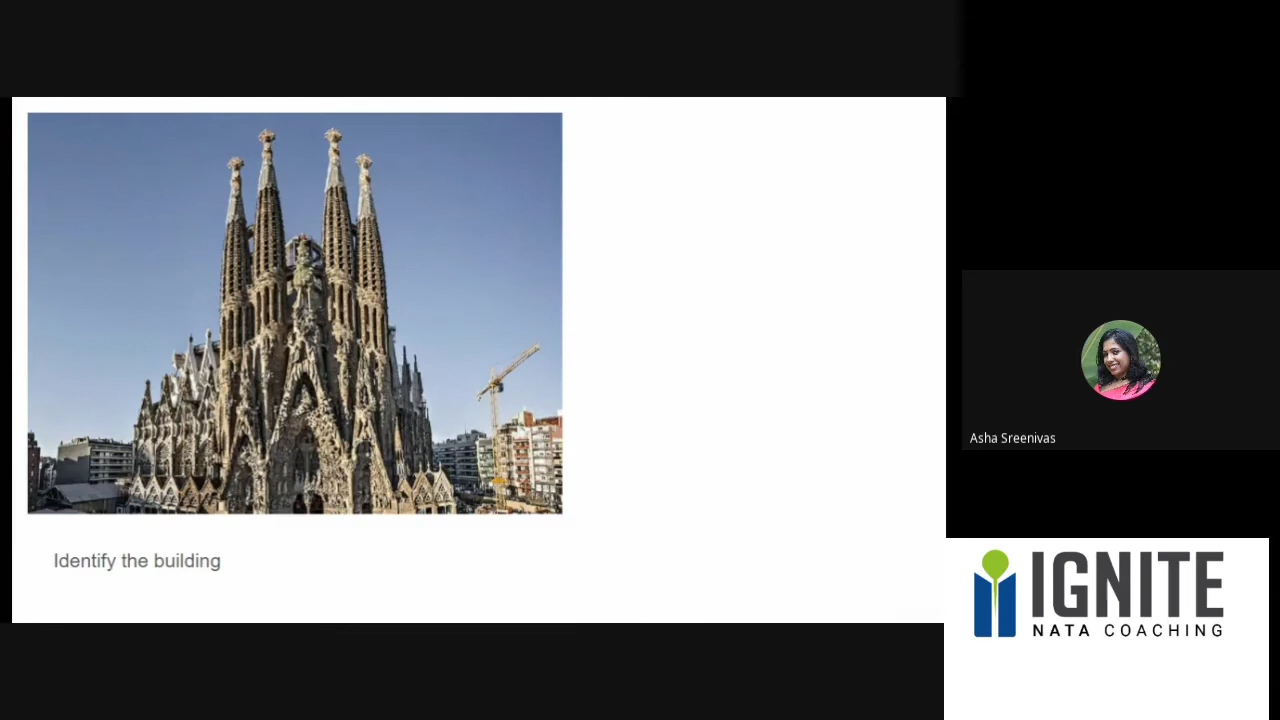 Identify the building
Asha Sreenivas
IGNITE
NATA COACHING